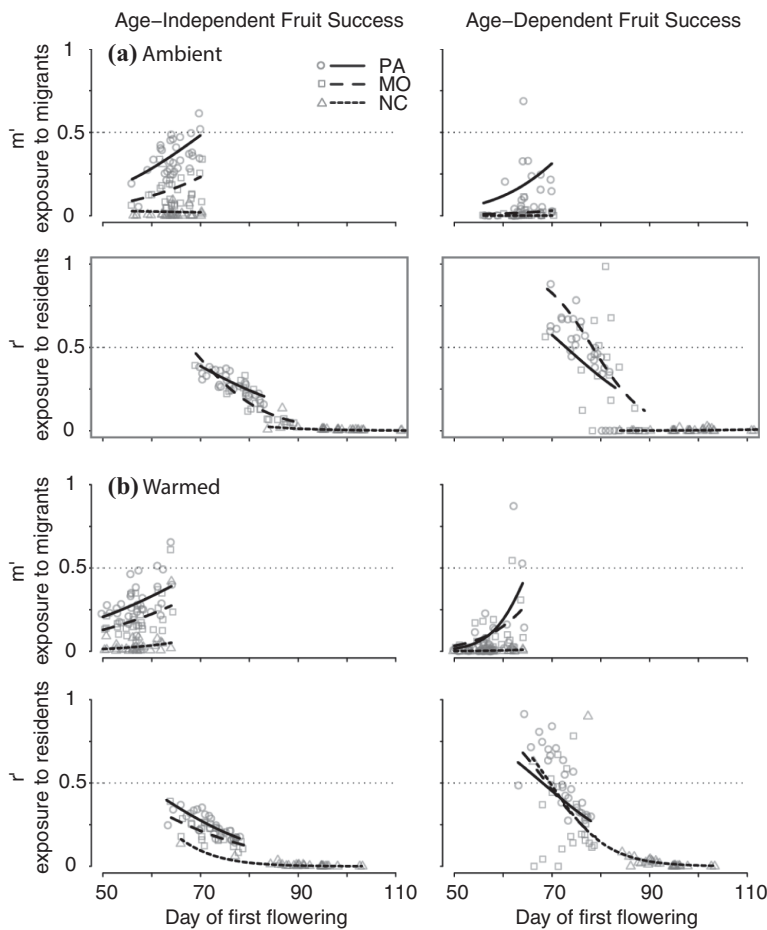 Age–Independent Fruit Success
Age–Dependent Fruit Success
(a) Ambient
PA
MO
NC
m'
exposure to migrants
1
0.5
0
r'
exposure to residents
1
0.5
0
(b) Warmed
m'
exposure to migrants
1
0.5
0
r'
exposure to residents
1
0.5
0
50 70 90 110
50 70 90 110
Day of first flowering
Day of first flowering